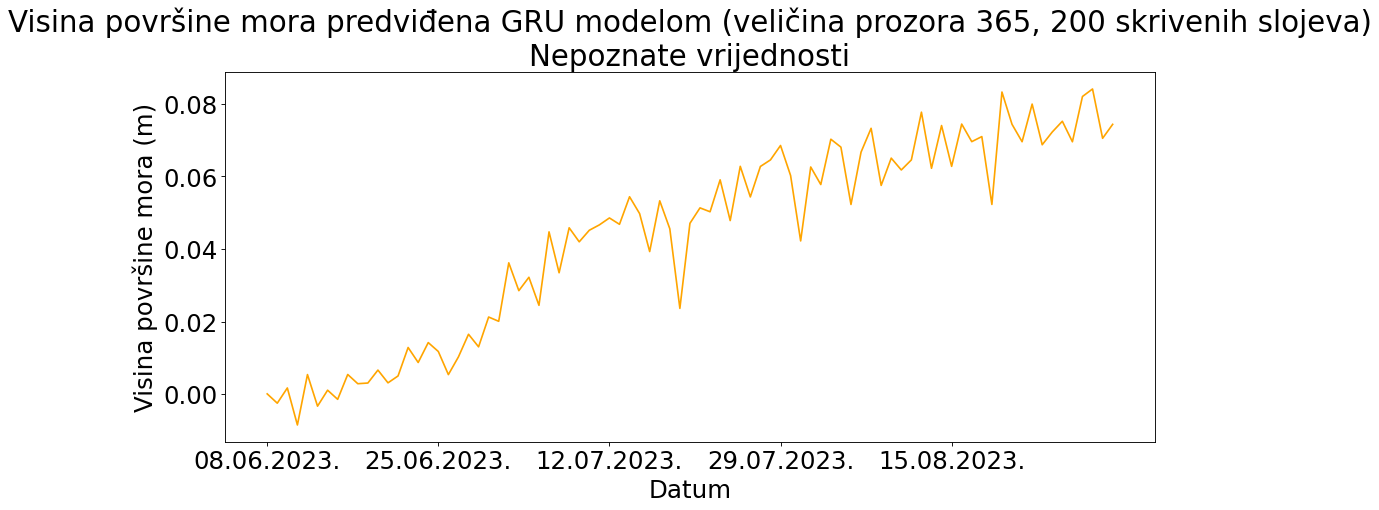 Visina površine mora predviđena GRU modelom (veličina prozora 365, 200 skrivenih slojeva)
Nepoznate vrijednosti
Visina površine mora (m)
0.08
0.06
0.04
0.02
0.00
08.06.2023. 25.06.2023. 12.07.2023. 29.07.2023. 15.08.2023.
Datum